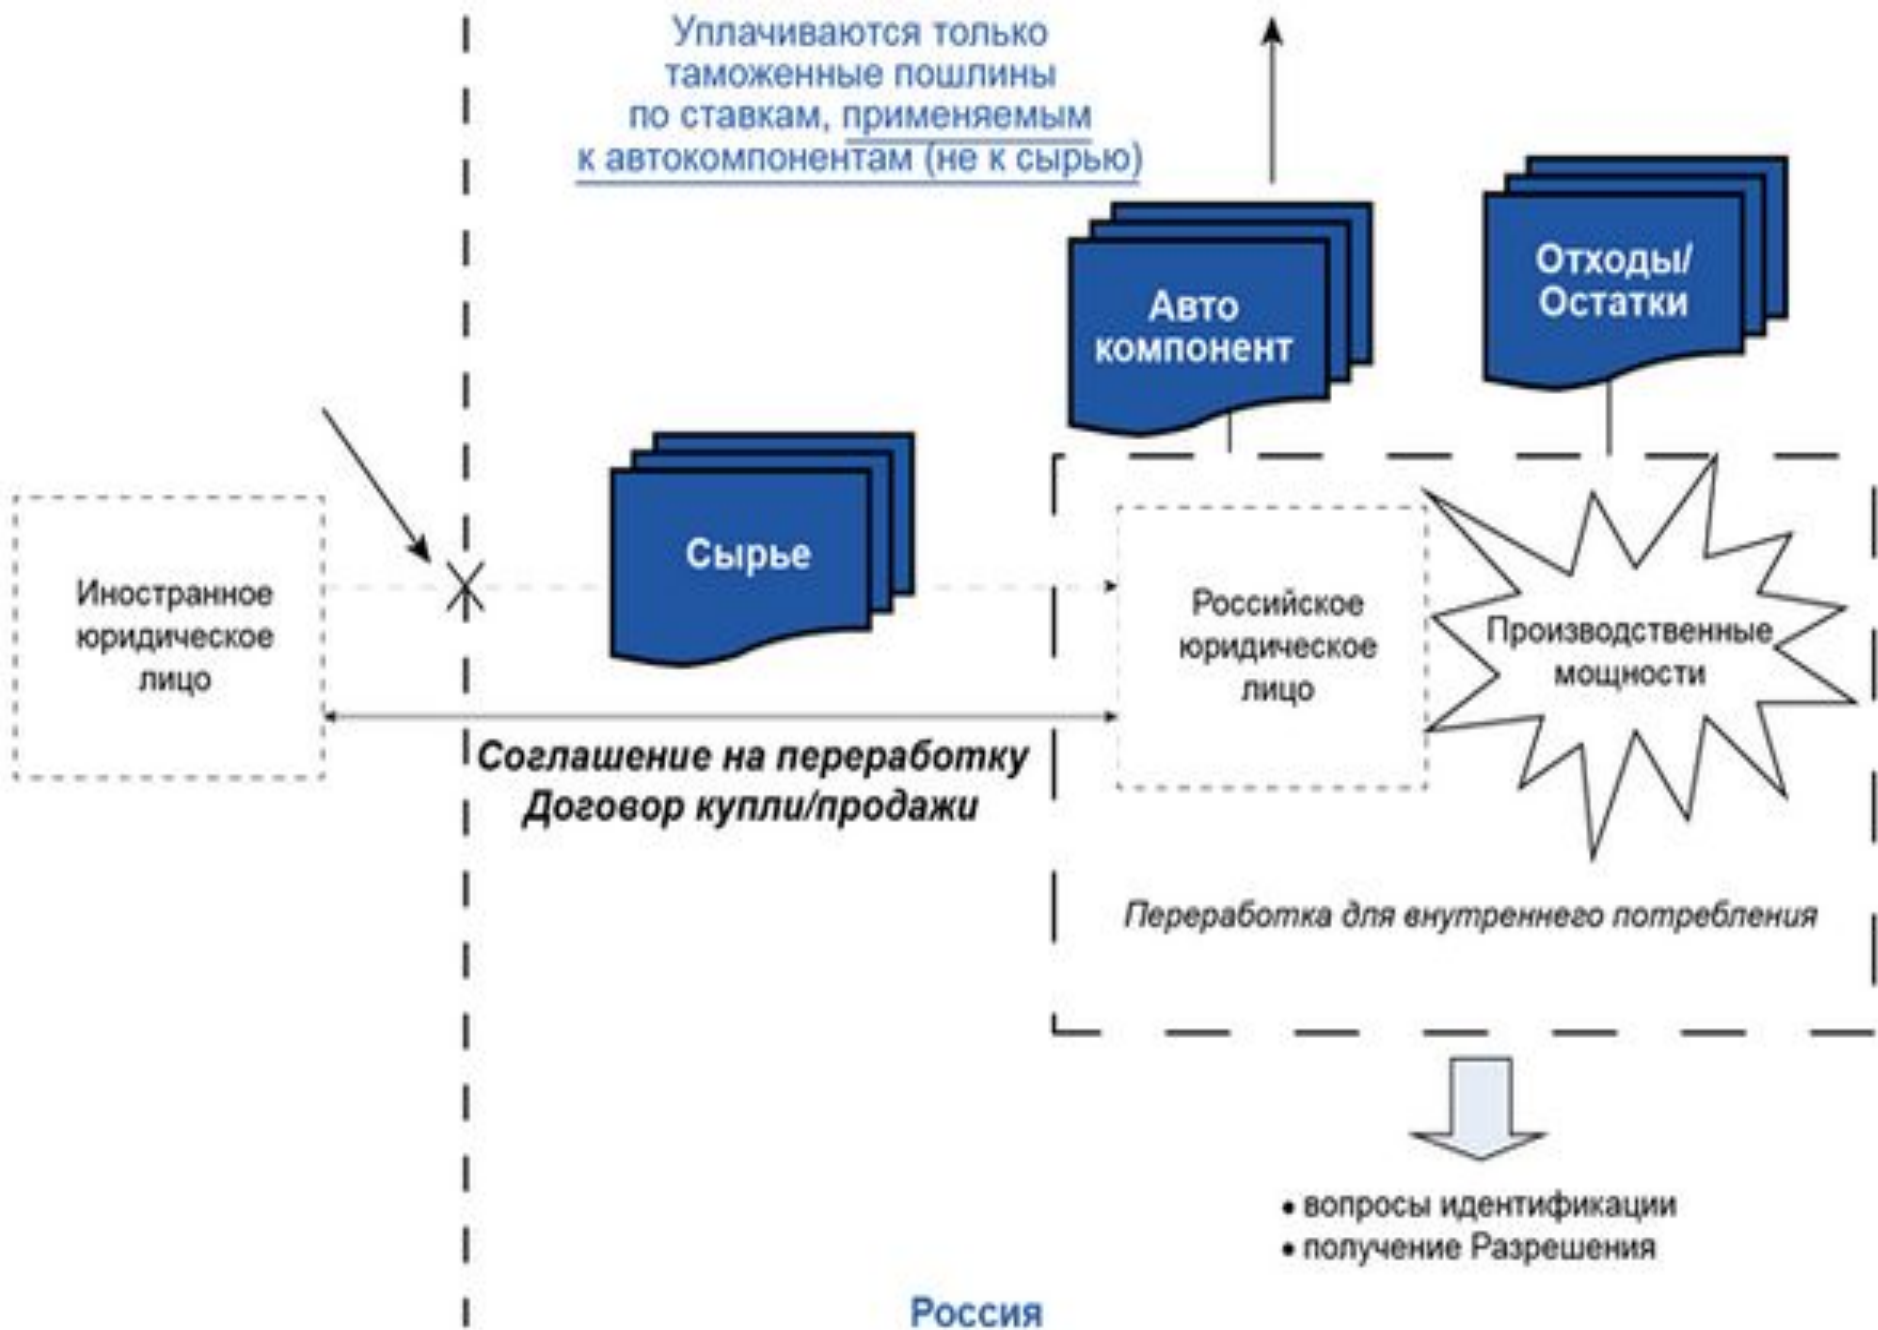 Уплачиваются только
таможенные пошлины
по ставкам, применяемым
к автокомпонентам (не к сырью)
Авто
компонент
Отходы/
Остатки
Сырье
Иностранное
юридическое
лицо
Российское
юридическое
лицо
Производственные
мощности
Соглашение на переработку
Договор купли/продажи
Переработка для внутреннего потребления
• вопросы идентификации
• получение Разрешения
Россия